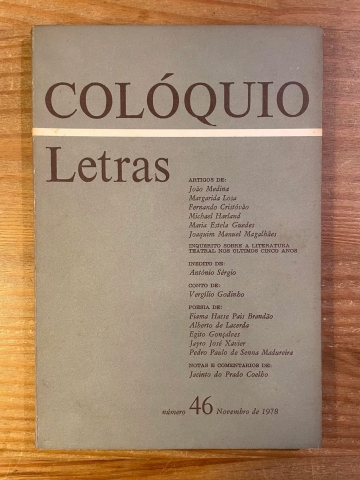 COLÓQUIO
Letras
ARTIGOS DE:
João Medina
Margarida Losa
Fernando Cristóvão
Michael Harland
Maria Estela Guedes
Joaquim Manuel Magalhães
INQUÉRITO SOBRE A LITERATURA
TEATRAL NOS ÚLTIMOS CINCO ANOS
INÉDITO DE:
António Sérgio
CONTO DE:
Vergílio Godinho
POESIA DE:
Fiama Hasse Pais Brandão
Alberto de Lacerda
Egito Gonçalves
Jayro José Xavier
Pedro Paulo de Senna Madureira
NOTAS E COMENTÁRIOS DE:
Jacinto do Prado Coelho
número 46 Novembro de 1978